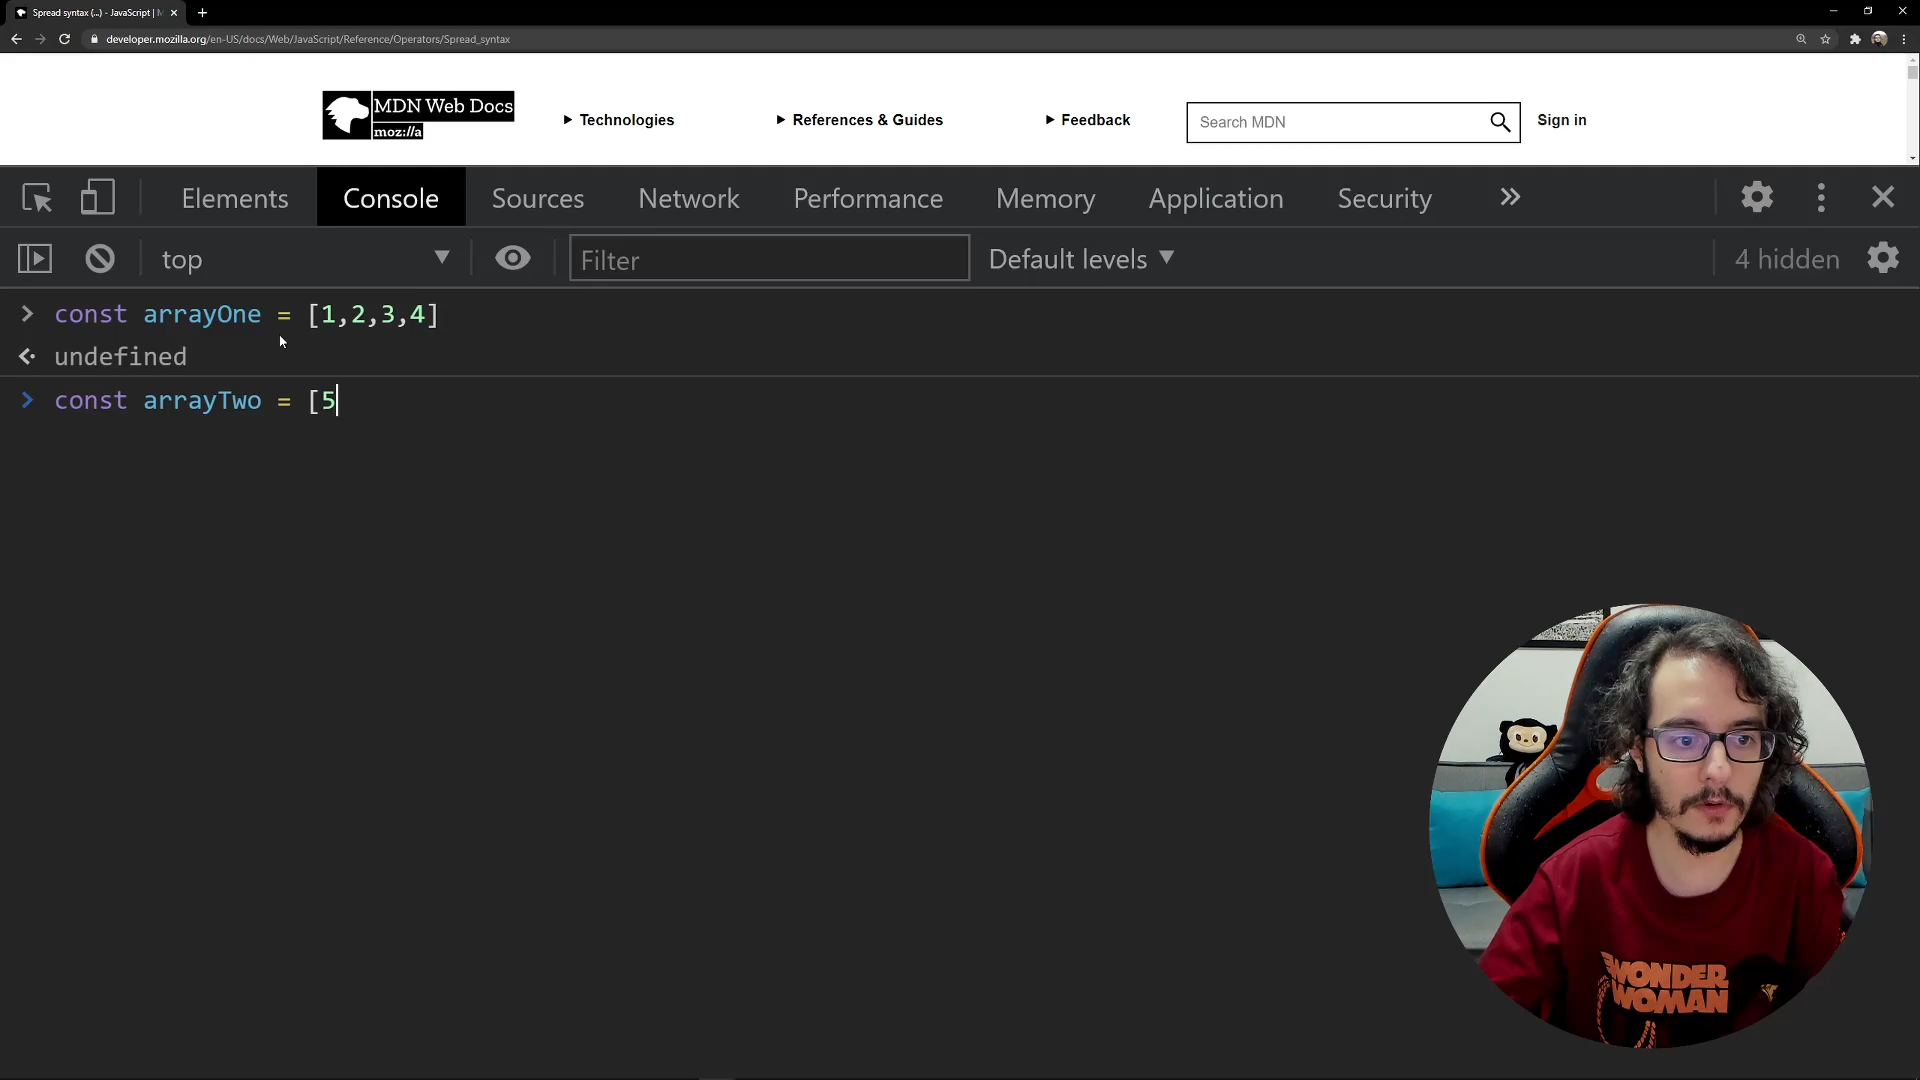 Spread syntax (...) - JavaScript | M
developer.mozilla.org/en-US/docs/Web/JavaScript/Reference/Operators/Spread_syntax
MDN Web Docs
moz://a
Technologies
References & Guides
Feedback
Search MDN
Sign in
Elements
Console
Sources
Network
Performance
Memory
Application
Security
top
Filter
Default levels
4 hidden
> const arrayOne = [1,2,3,4]
undefined
> const arrayTwo = [5
WONDER
WOMAN